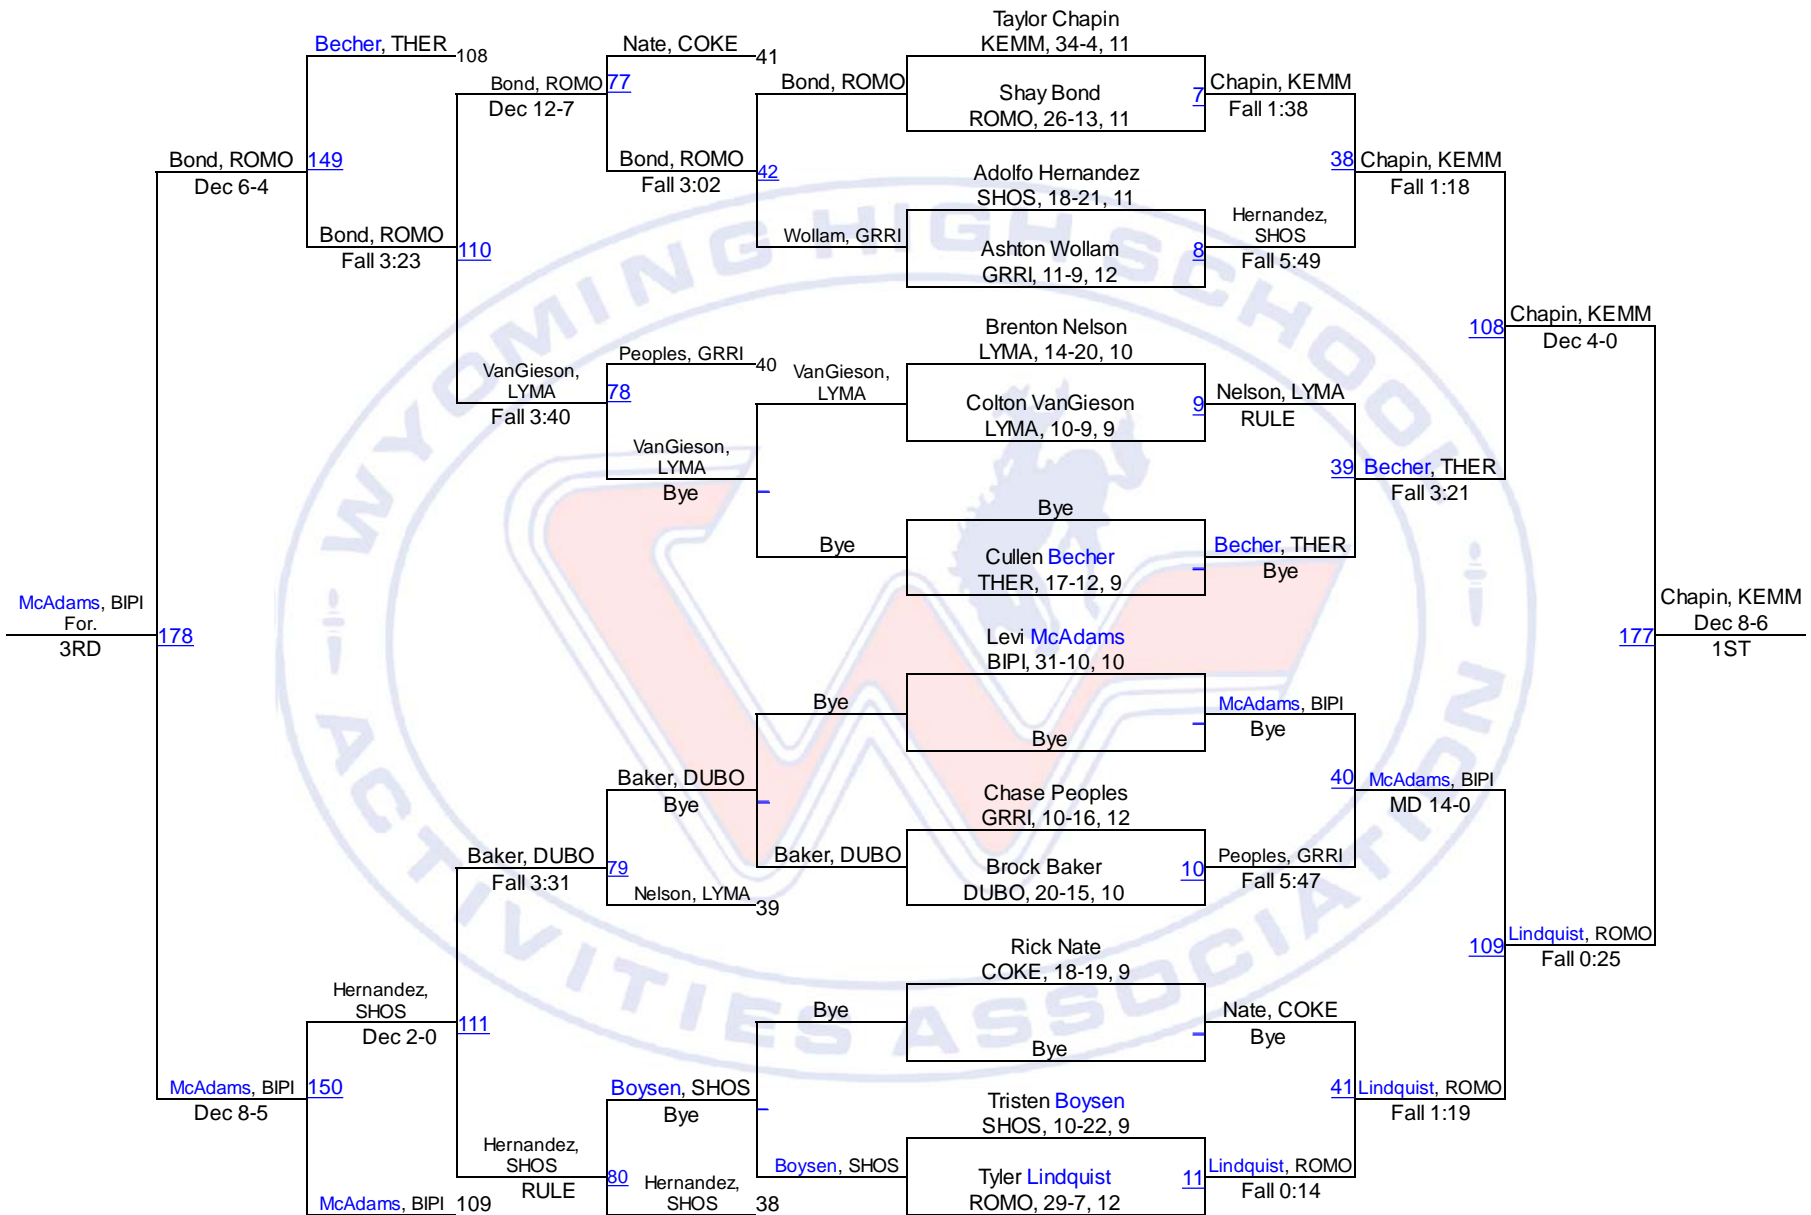 Becher, THER
108
Bond, ROMO
Dec 6-4
149
Bond, ROMO
Fall 3:23
110
Bond, ROMO
Dec 12-7
77
Nate, COKE
41
Bond, ROMO
Fall 3:02
42
Bond, ROMO
Wollam, GRRI
VanGieson,
LYMA
Fall 3:40
78
Peoples, GRRI
40
VanGieson,
LYMA
Bye
VanGieson,
LYMA
Bye
McAdams, BIPI
For.
3RD
178
Baker, DUBO
Bye
Bye
Baker, DUBO
Baker, DUBO
Fall 3:31
79
Nelson, LYMA
39
Hernandez,
SHOS
Dec 2-0
111
McAdams, BIPI
Dec 8-5
150
McAdams, BIPI
109
Hernandez,
SHOS
RULE
80
Boysen, SHOS
Bye
Hernandez,
SHOS
38
Bye
Boysen, SHOS
Taylor Chapin
KEMM, 34-4, 11
Shay Bond
ROMO, 26-13, 11
7
Adolfo Hernandez
SHOS, 18-21, 11
Ashton Wollam
GRRI, 11-9, 12
8
Brenton Nelson
LYMA, 14-20, 10
Colton VanGieson
LYMA, 10-9, 9
9
Bye
Cullen Becher
THER, 17-12, 9
Levi McAdams
BIPI, 31-10, 10
Bye
Chase Peoples
GRRI, 10-16, 12
Brock Baker
DUBO, 20-15, 10
10
Rick Nate
COKE, 18-19, 9
Bye
Tristen Boysen
SHOS, 10-22, 9
Tyler Lindquist
ROMO, 29-7, 12
11
Chapin, KEMM
Fall 1:38
Hernandez,
SHOS
Fall 5:49
38
Nelson, LYMA
RULE
Becher, THER
Bye
39
McAdams, BIPI
Bye
Peoples, GRRI
Fall 5:47
40
Nate, COKE
Bye
Lindquist, ROMO
Fall 0:14
41
Chapin, KEMM
Fall 1:18
Becher, THER
Fall 3:21
108
McAdams, BIPI
MD 14-0
Lindquist, ROMO
Fall 1:19
109
Chapin, KEMM
Dec 4-0
Lindquist, ROMO
Fall 0:25
177
Chapin, KEMM
Dec 8-6
1ST
WYOMING HIGH SCHOOL
ACTIVITIES ASSOCIATION